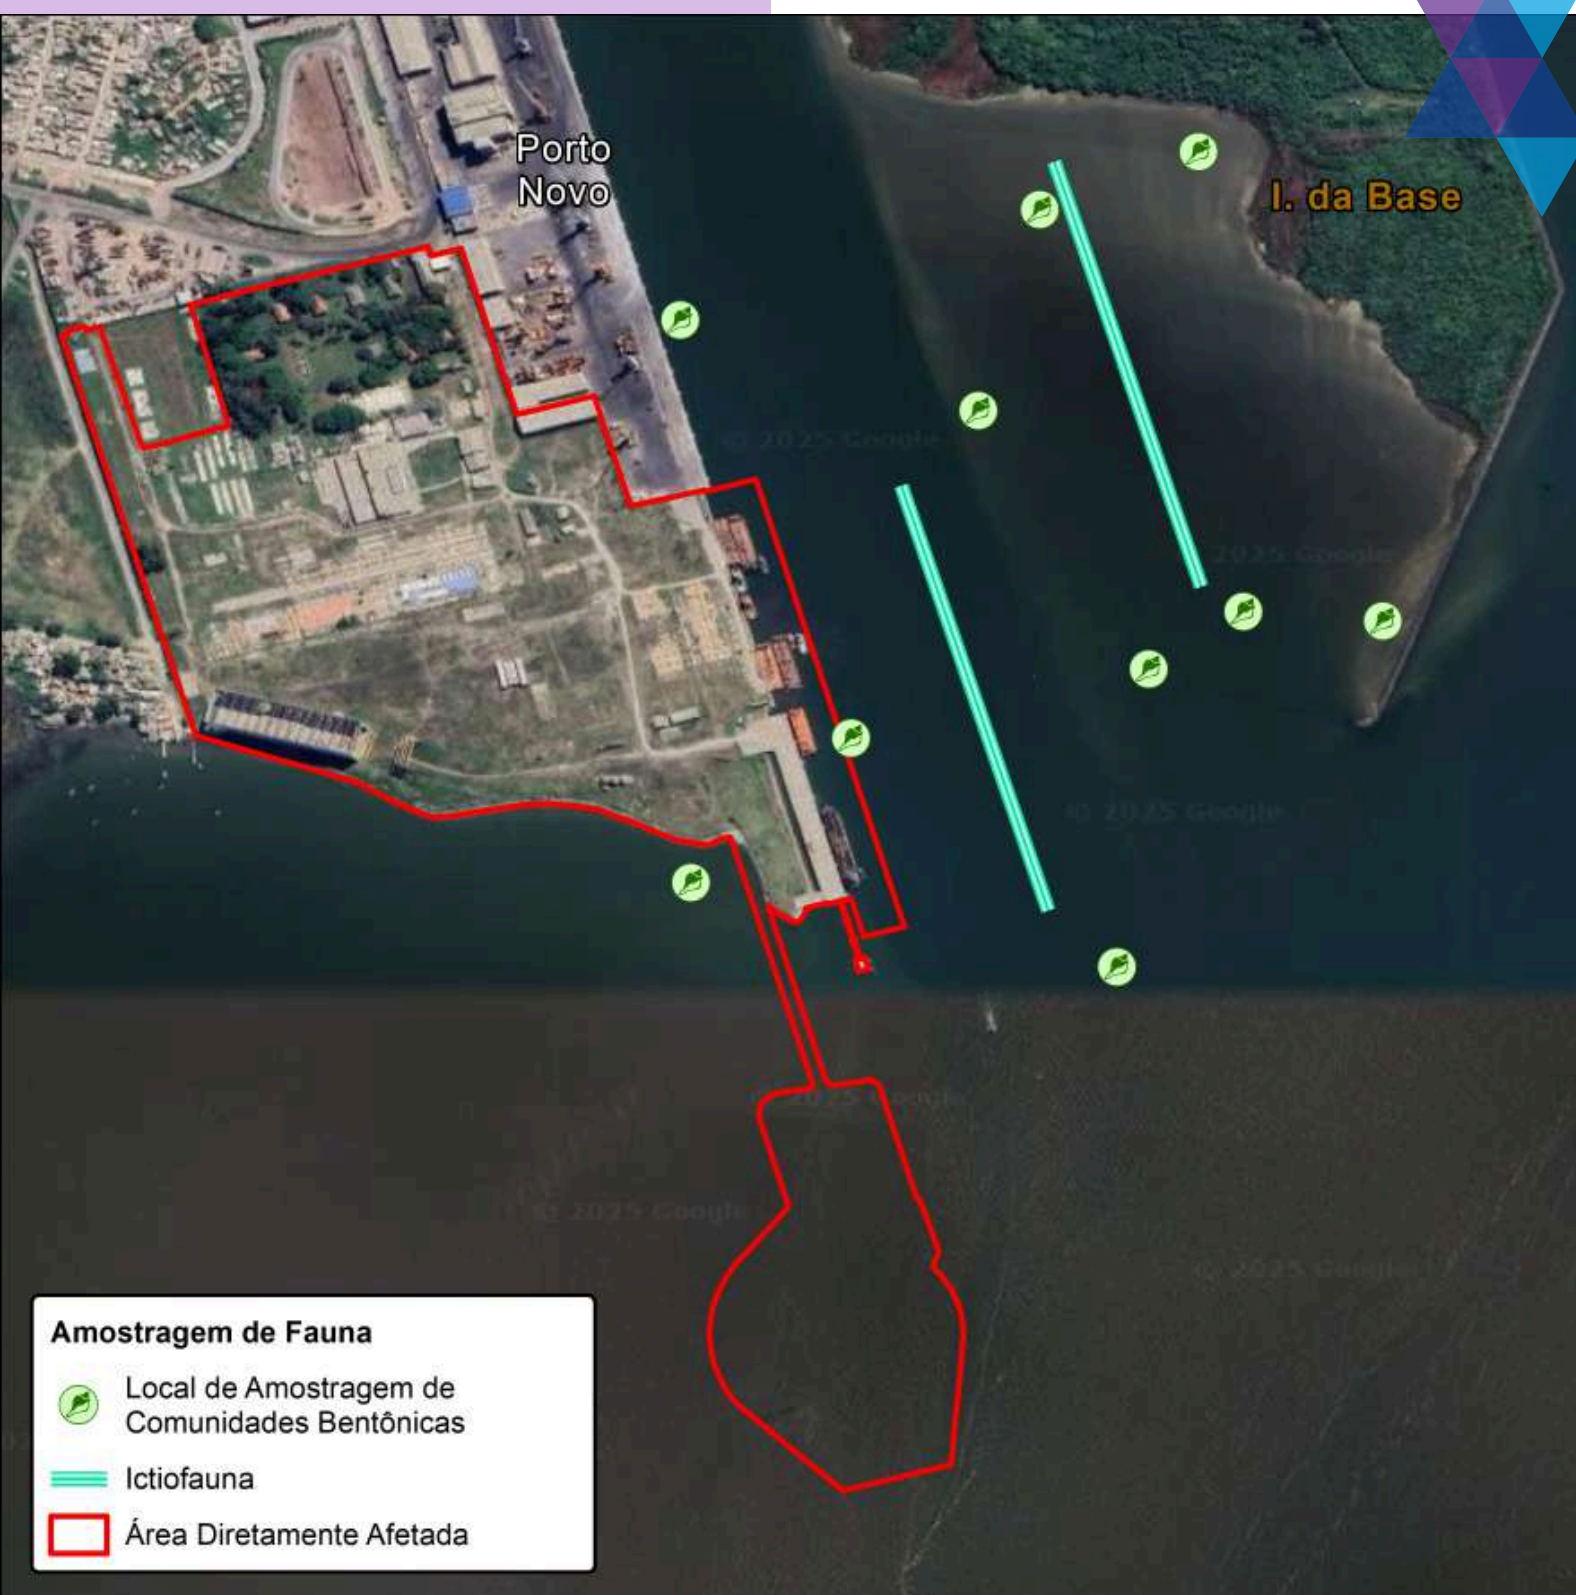 Porto
Novo
I. da Base
© 2025 Google
2025 Google
© 2025 Google
© 2025 Google
© 2025 Google
© 2025 Google
Amostragem de Fauna
Local de Amostragem de
Comunidades Bentônicas
Ictiofauna
Área Diretamente Afetada